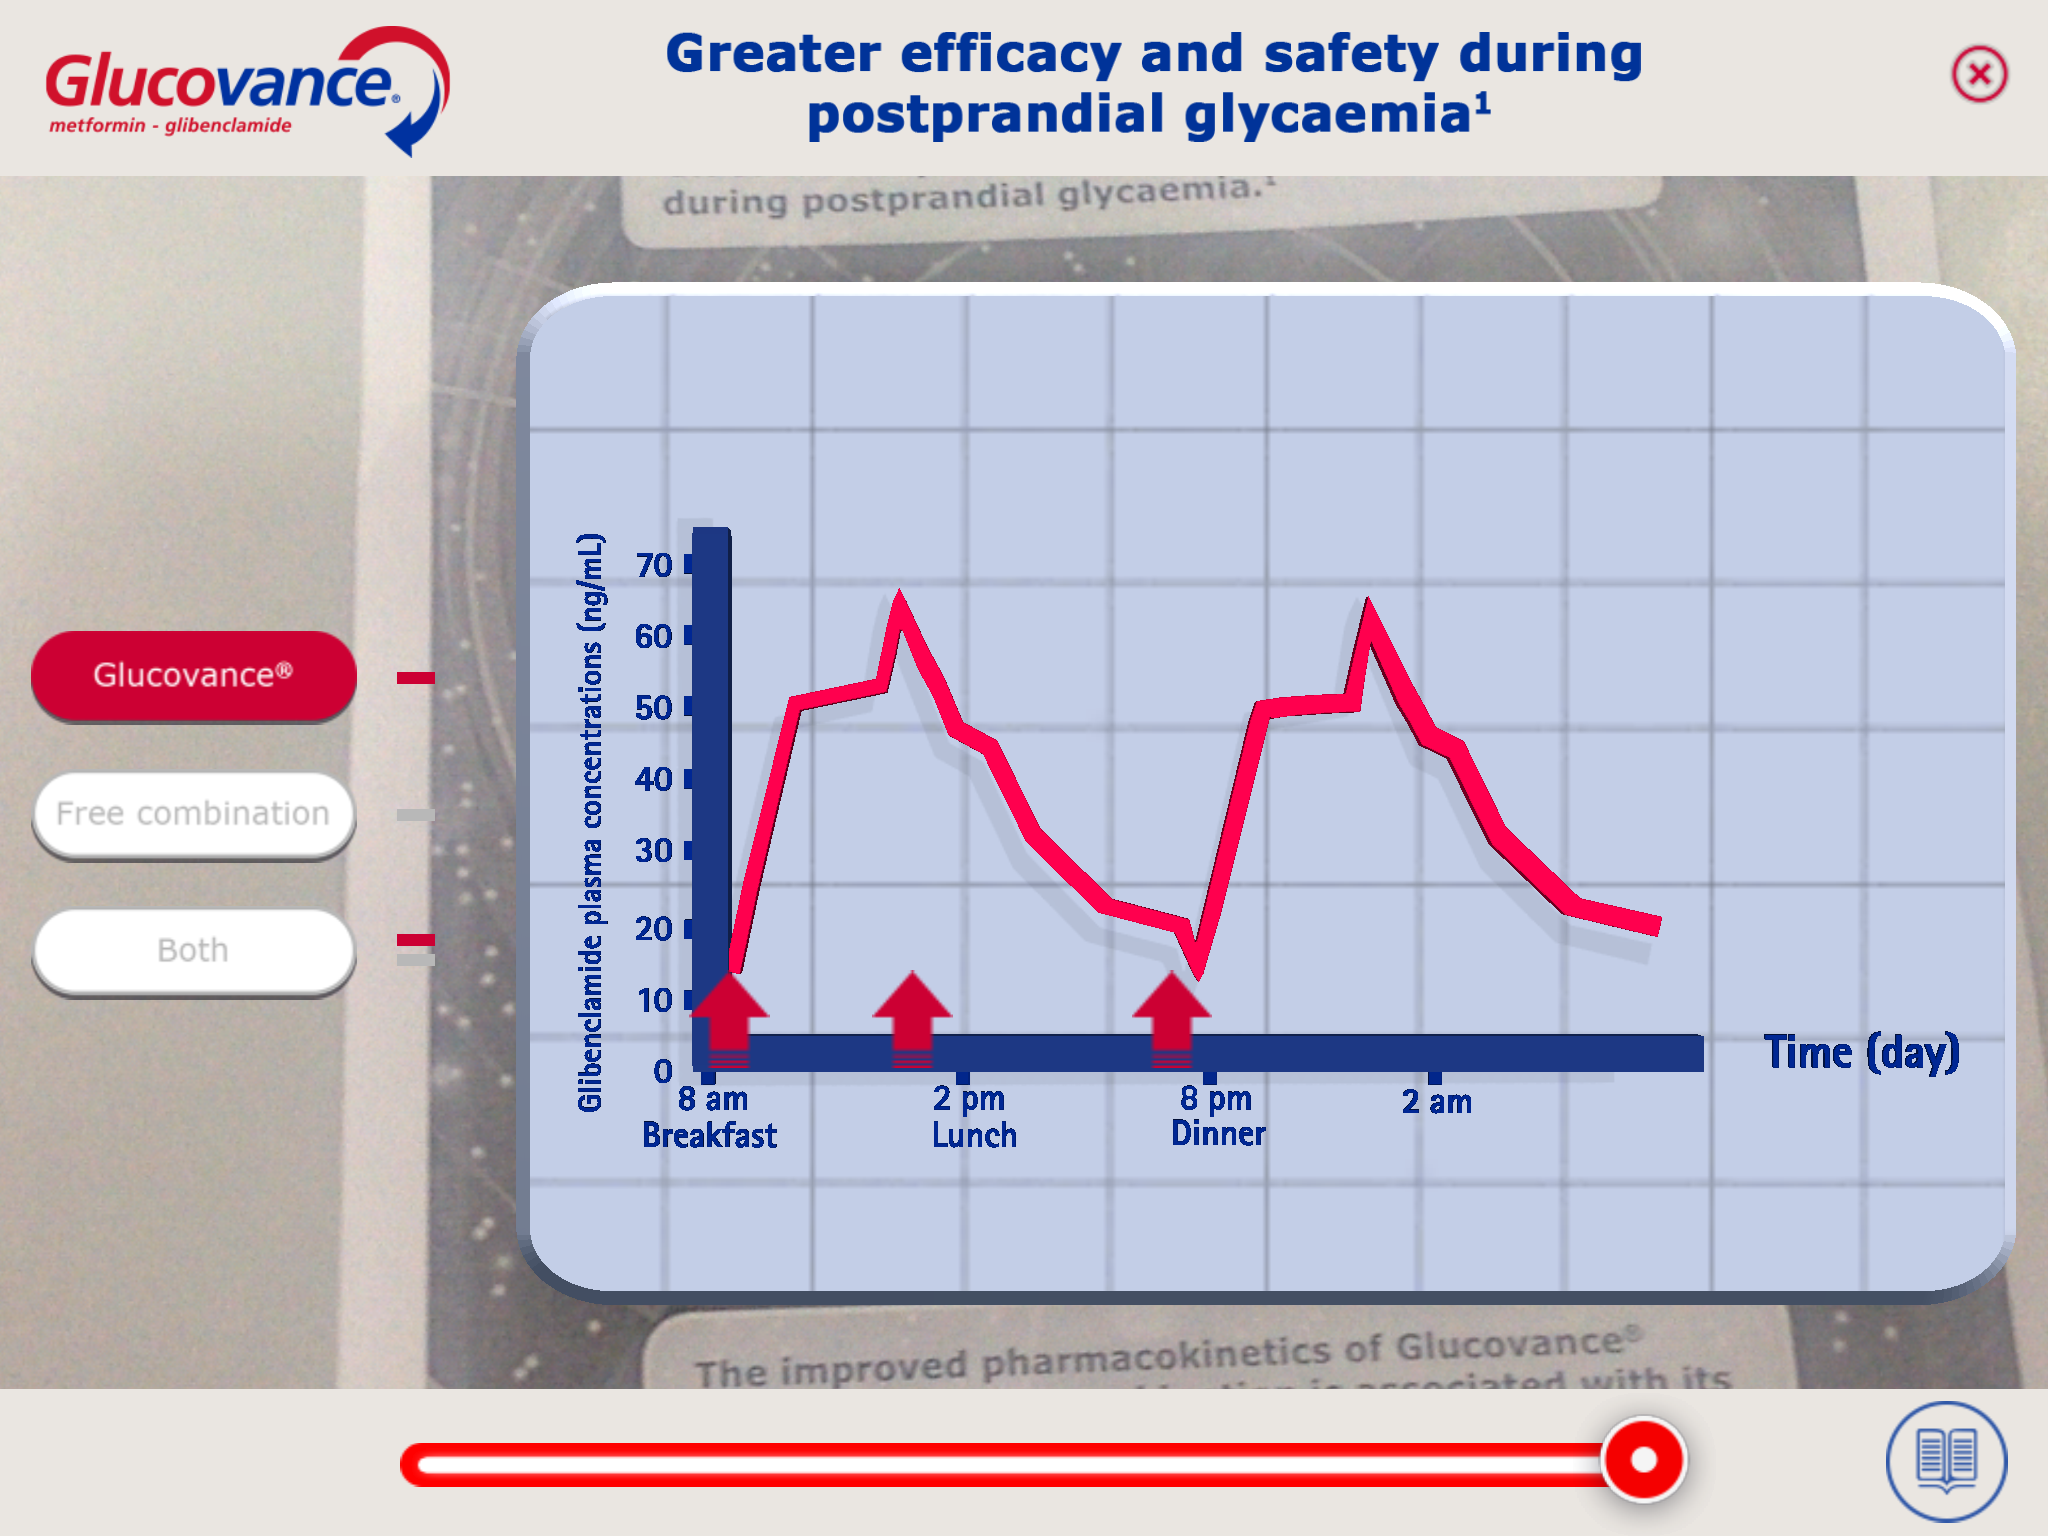 Glucovance®
metformin - glibenclamide
Greater efficacy and safety during
postprandial glycaemia¹
during postprandial glycaemia.¹
Glucovance®
Free combination
Both
Glibenclamide plasma concentrations (ng/mL)
70
60
50
40
30
20
10
0
8 am
Breakfast
2 pm
Lunch
8 pm
Dinner
2 am
Time (day)
The improved pharmacokinetics of Glucovance®
is associated with its